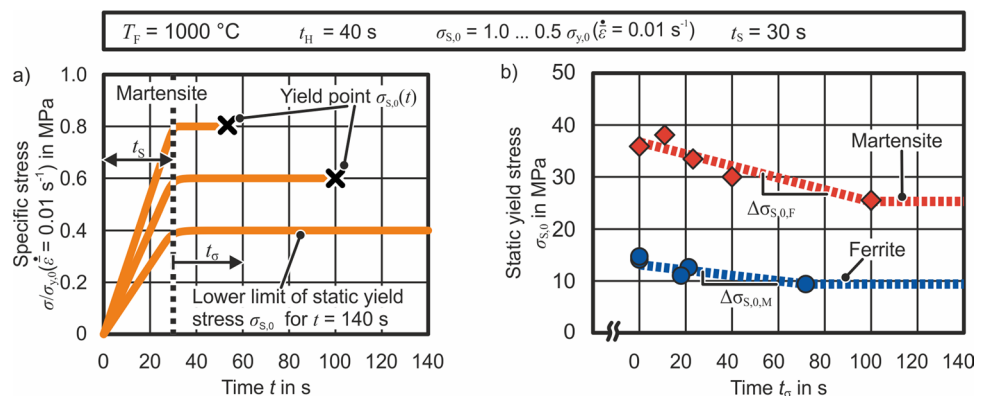 T_F = 1000 °C t_H = 40 s σ_S,0 = 1.0 ... 0.5 σ_y,0 (ε̇̄ = 0.01 s⁻¹) t_S = 30 s
a)
Specific stress
σ/σ_y,0(ε̇̄ = 0.01 s⁻¹) in MPa
1.0
0.8
0.6
0.4
0.2
0
Martensite
Yield point σ_S,0(t)
t_S
t_σ
Lower limit of static yield
stress σ_S,0 for t = 140 s
0 20 40 60 80 100 120 140
Time t in s
b)
Static yield stress
σ_S,0 in MPa
50
40
30
20
10
0
Martensite
Δσ_S,0,F
Ferrite
Δσ_S,0,M
0 20 40 60 80 100 120 140
Time t_σ in s